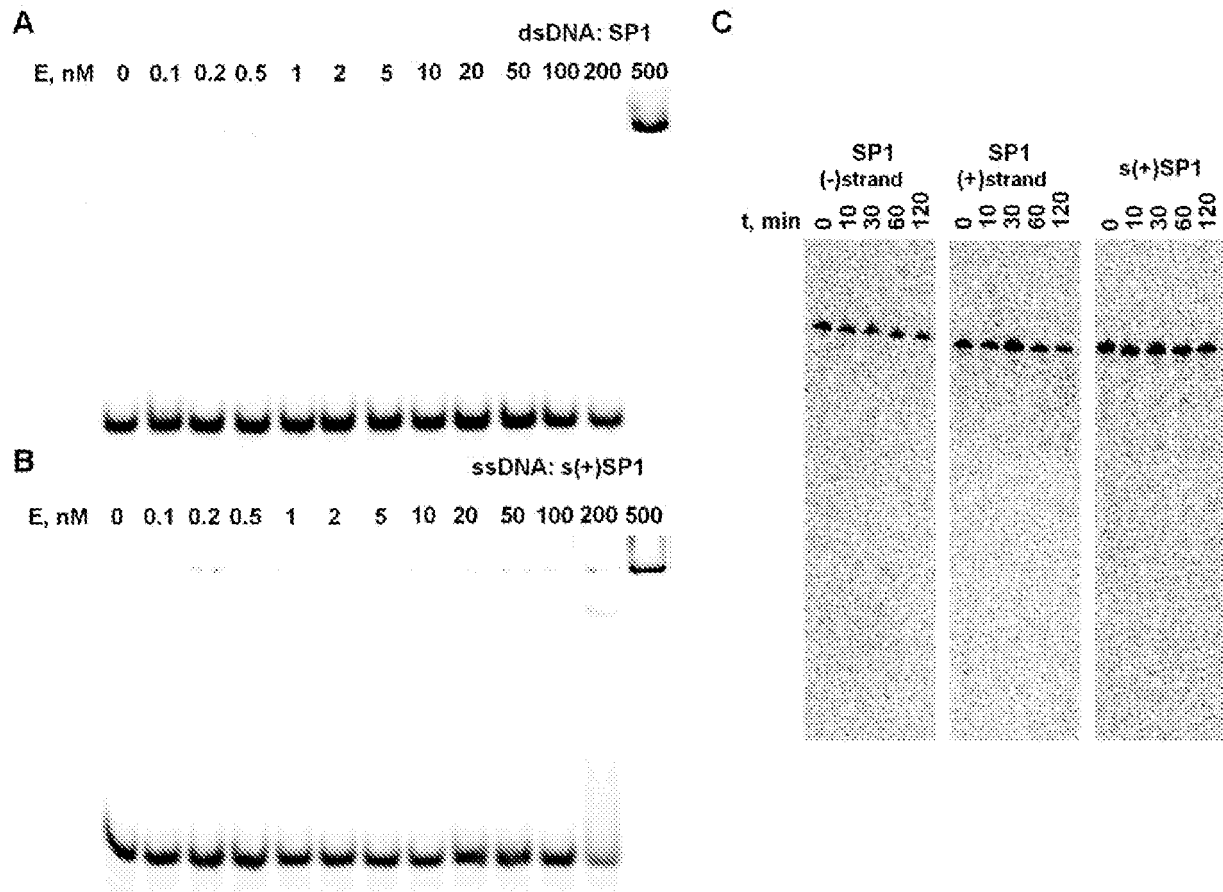 A
dsDNA: SP1
E, nM 0 0.1 0.2 0.5 1 2 5 10 20 50 100 200 500
B
ssDNA: s(+)SP1
E, nM 0 0.1 0.2 0.5 1 2 5 10 20 50 100 200 500
C
SP1
(-)strand
SP1
(+)strand
s(+)SP1
t, min 0 10 30 60 120 0 10 30 60 120 0 10 30 60 120